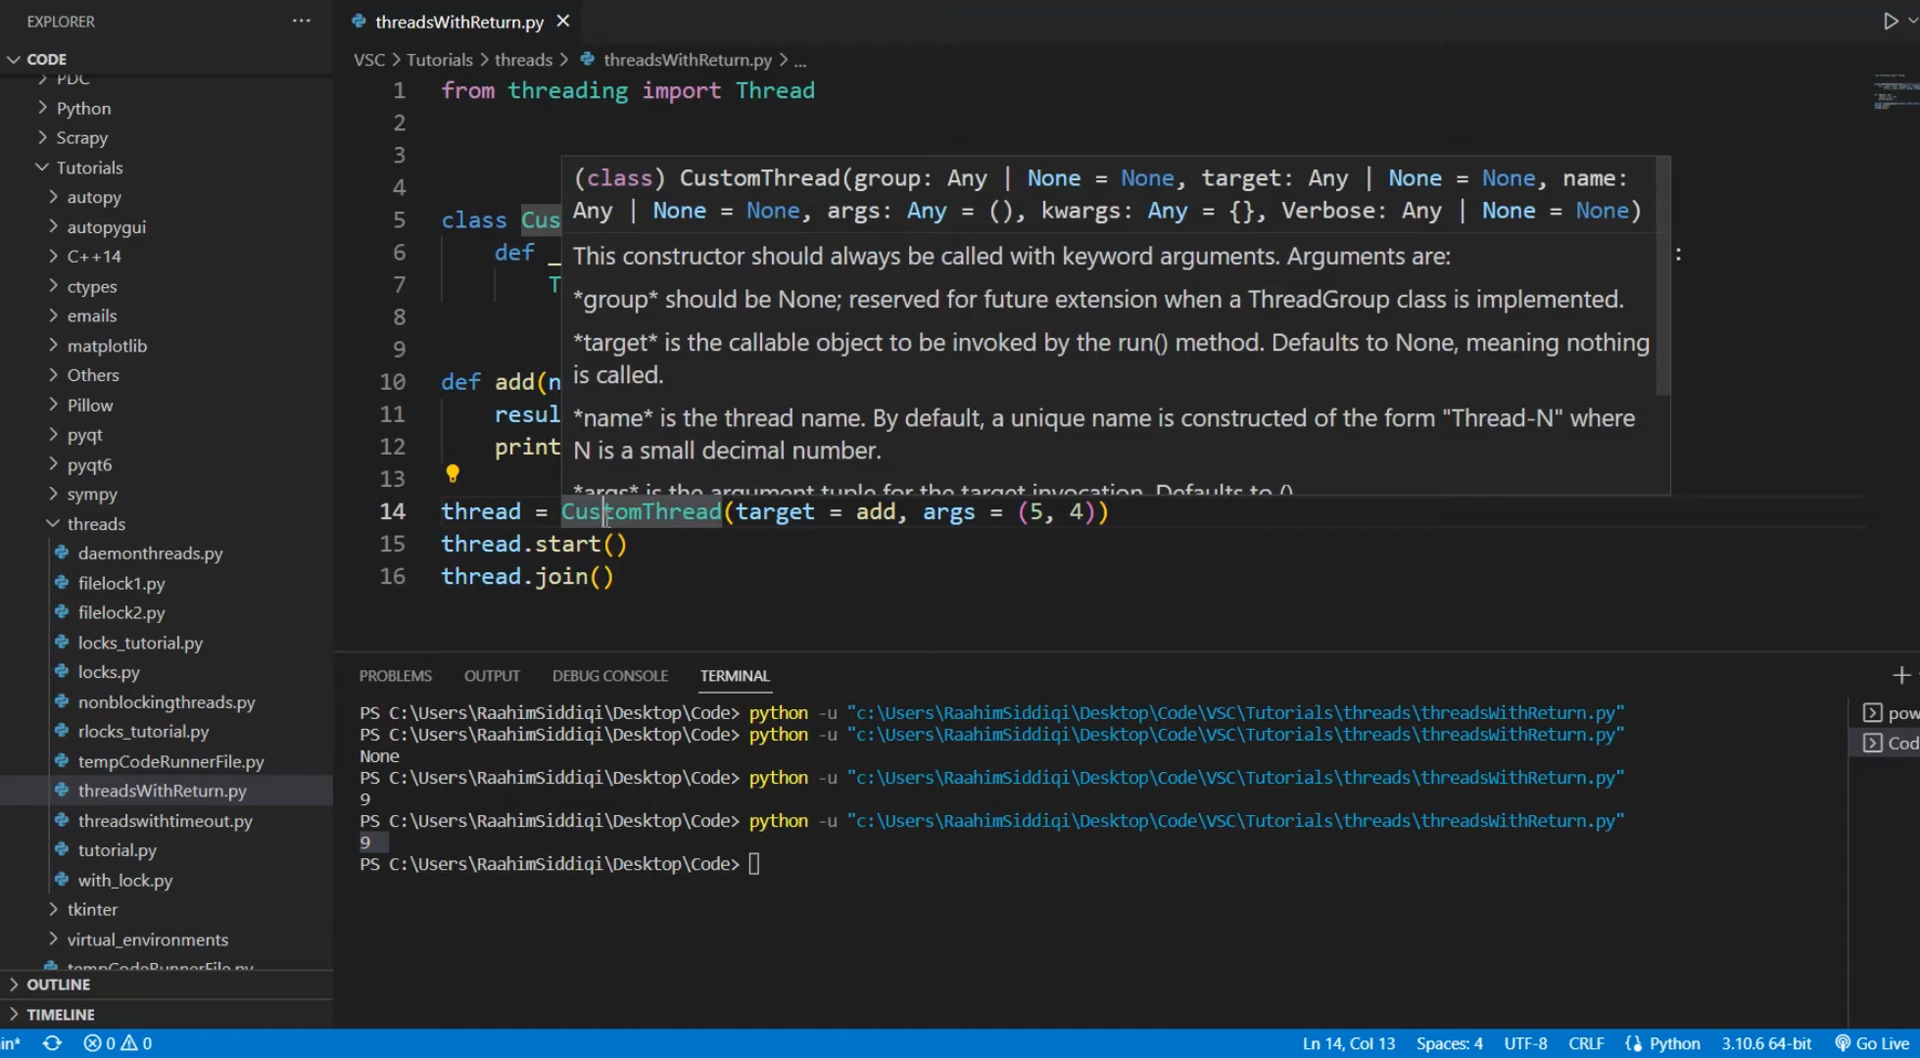 EXPLORER
···
threadsWithReturn.py
CODE
VSC > Tutorials > threads > threadsWithReturn.py > ...
PDC
Python
Scrapy
Tutorials
autopy
autopygui
C++14
ctypes
emails
matplotlib
Others
Pillow
pyqt
pyqt6
sympy
threads
daemonthreads.py
filelock1.py
filelock2.py
locks_tutorial.py
locks.py
nonblockingthreads.py
rlocks_tutorial.py
tempCodeRunnerFile.py
threadsWithReturn.py
threadswithtimeout.py
tutorial.py
with_lock.py
tkinter
virtual_environments
tempCodeRunnerFile.py
OUTLINE
TIMELINE
1 from threading import Thread
2
3
4
5 class Cus
6 def _ :
7 T
8
9
10 def add(n
11 resul
12 print
13
14 thread = CustomThread(target = add, args = (5, 4))
15 thread.start()
16 thread.join()
(class) CustomThread(group: Any | None = None, target: Any | None = None, name:
Any | None = None, args: Any = (), kwargs: Any = {}, Verbose: Any | None = None)
This constructor should always be called with keyword arguments. Arguments are:
*group* should be None; reserved for future extension when a ThreadGroup class is implemented.
*target* is the callable object to be invoked by the run() method. Defaults to None, meaning nothing
is called.
*name* is the thread name. By default, a unique name is constructed of the form "Thread-N" where
N is a small decimal number.
*args* is the argument tuple for the target invocation. Defaults to ().
PROBLEMS OUTPUT DEBUG CONSOLE TERMINAL
PS C:\Users\RaahimSiddiqi\Desktop\Code> python -u "c:\Users\RaahimSiddiqi\Desktop\Code\VSC\Tutorials\threads\threadsWithReturn.py"
PS C:\Users\RaahimSiddiqi\Desktop\Code> python -u "c:\Users\RaahimSiddiqi\Desktop\Code\VSC\Tutorials\threads\threadsWithReturn.py"
None
PS C:\Users\RaahimSiddiqi\Desktop\Code> python -u "c:\Users\RaahimSiddiqi\Desktop\Code\VSC\Tutorials\threads\threadsWithReturn.py"
9
PS C:\Users\RaahimSiddiqi\Desktop\Code> python -u "c:\Users\RaahimSiddiqi\Desktop\Code\VSC\Tutorials\threads\threadsWithReturn.py"
9
PS C:\Users\RaahimSiddiqi\Desktop\Code>
pow
Cod
in* 0 0 Ln 14, Col 13 Spaces: 4 UTF-8 CRLF Python 3.10.6 64-bit Go Live